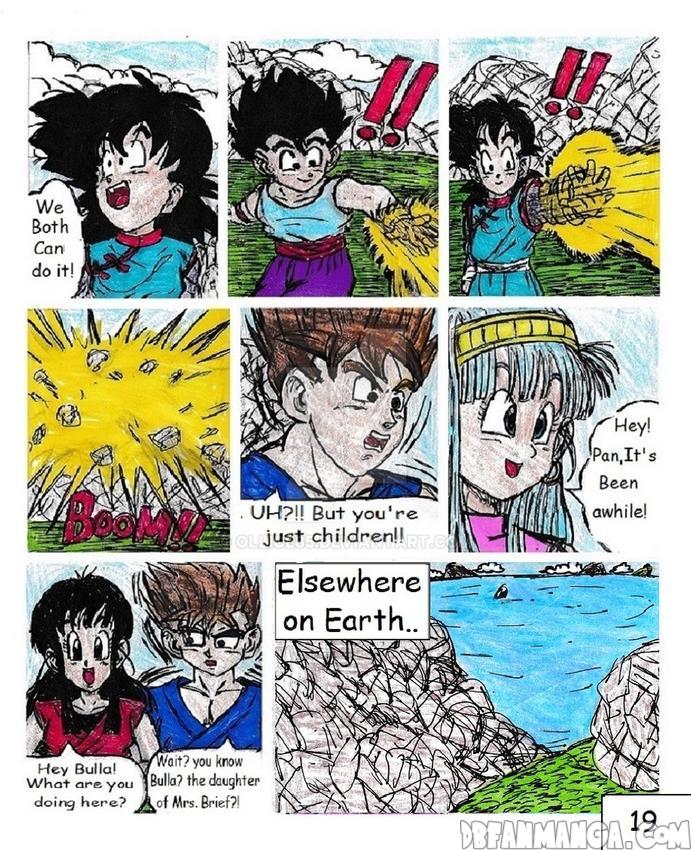 We
Both
Can
do it!
!!
!!
BOOM!!
UH?!! But you're
just children!!
Hey!
Pan,It's
Been
awhile!
Hey Bulla!
What are you
doing here?
Wait? you know
Bulla? the daughter
of Mrs. Brief?!
Elsewhere
on Earth..
19
DBFANMANGA.COM